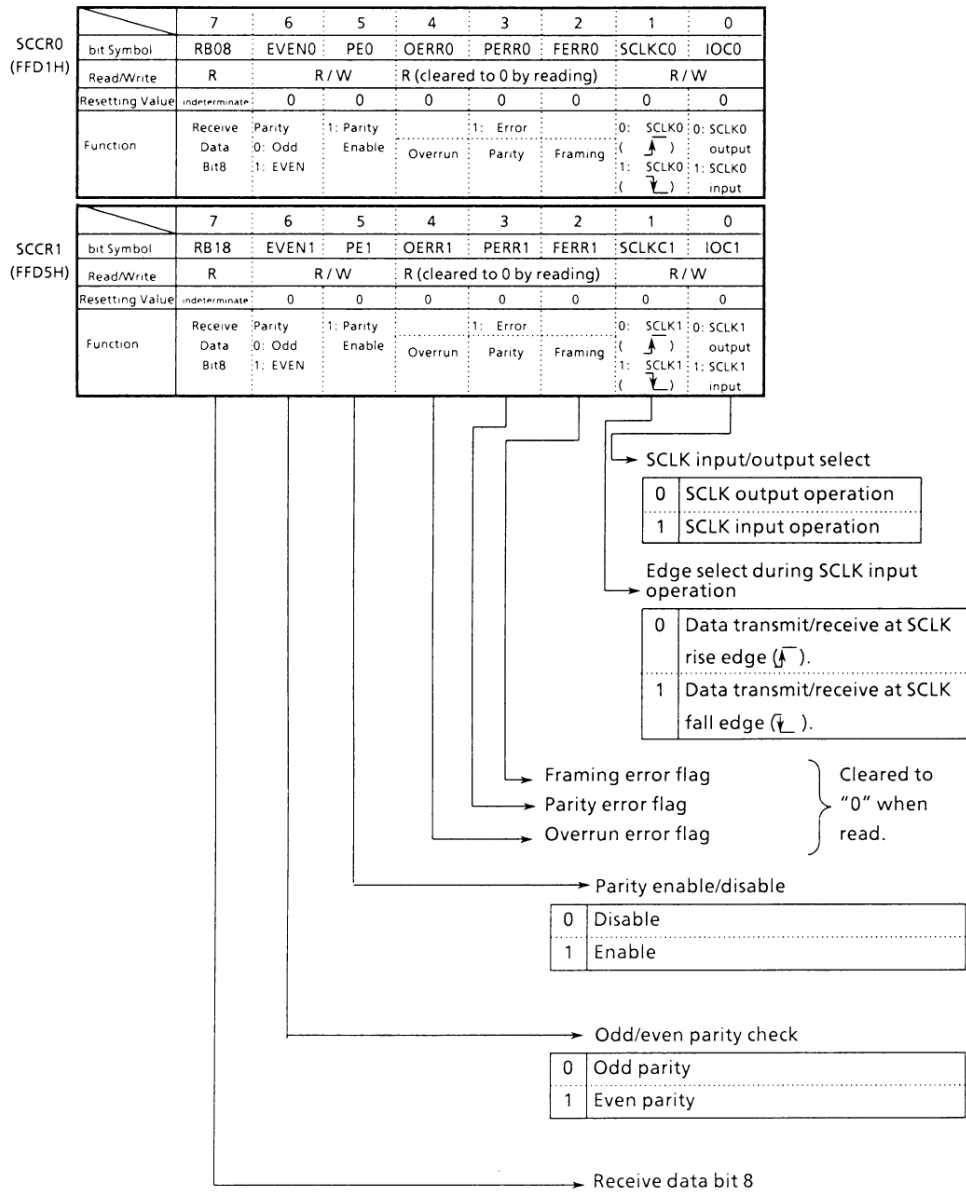 7 6 5 4 3 2 1 0
SCCR0 (FFD1H)
bit Symbol RB08 EVEN0 PE0 OERR0 PERR0 FERR0 SCLKC0 IOC0
Read/Write R R / W R (cleared to 0 by reading) R / W
Resetting Value indeterminate 0 0 0 0 0 0 0
Function
Receive Data Bit8
Parity 0: Odd 1: EVEN
1: Parity Enable
1: Error
Overrun Parity Framing
0: SCLK0 ( ) 1: SCLK0 ( )
0: SCLK0 output 1: SCLK0 input
7 6 5 4 3 2 1 0
SCCR1 (FFD5H)
bit Symbol RB18 EVEN1 PE1 OERR1 PERR1 FERR1 SCLKC1 IOC1
Read/Write R R / W R (cleared to 0 by reading) R / W
Resetting Value indeterminate 0 0 0 0 0 0 0
Function
Receive Data Bit8
Parity 0: Odd 1: EVEN
1: Parity Enable
1: Error
Overrun Parity Framing
0: SCLK1 ( ) 1: SCLK1 ( )
0: SCLK1 output 1: SCLK1 input
SCLK input/output select
0 SCLK output operation
1 SCLK input operation
Edge select during SCLK input
operation
0 Data transmit/receive at SCLK
rise edge ( ).
1 Data transmit/receive at SCLK
fall edge ( ).
Framing error flag
Parity error flag
Overrun error flag
Cleared to
"0" when
read.
Parity enable/disable
0 Disable
1 Enable
Odd/even parity check
0 Odd parity
1 Even parity
Receive data bit 8